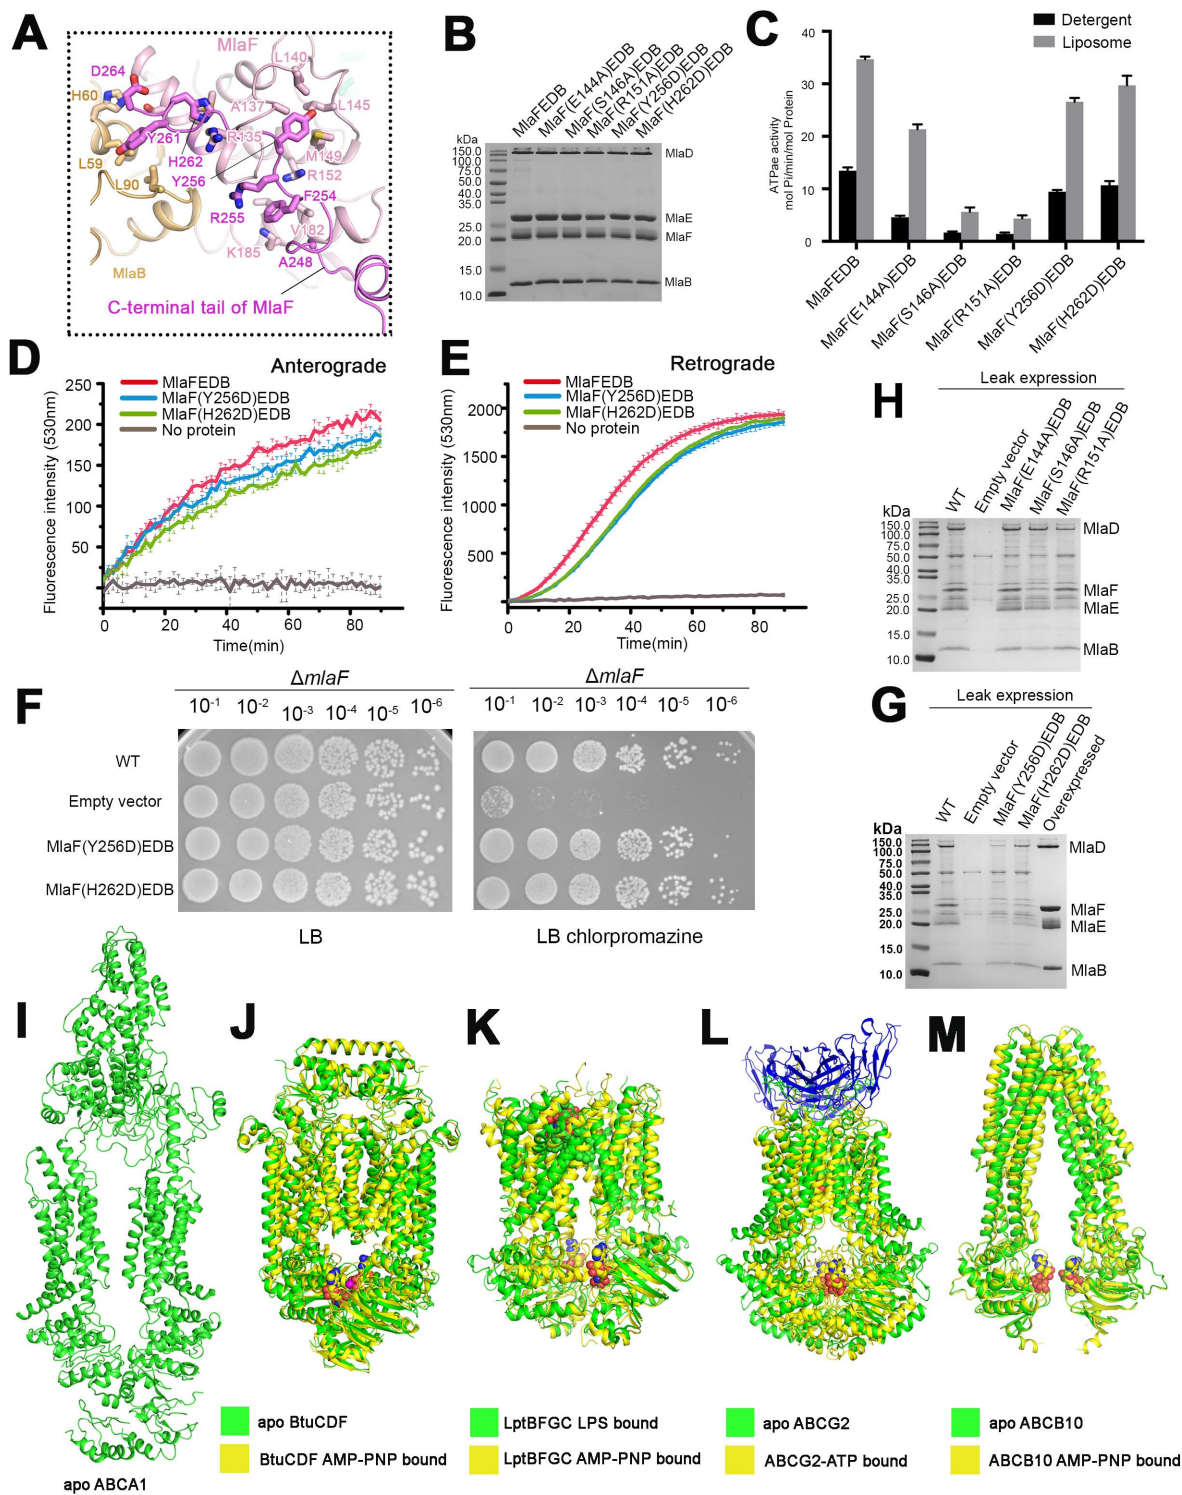 A
MlaF
L140
D264
H60
A137
L145
Y261
R135
L59
H262
M149
L90
Y256
R152
F254
R255
V182
K185
A248
MlaB
C-terminal tail of MlaF
B
MlaFEDB
MlaF(E144A)EDB
MlaF(S146A)EDB
MlaF(R151A)EDB
MlaF(Y256D)EDB
MlaF(H262D)EDB
kDa
150.0
100.0
75.0
50.0
40.0
35.0
25.0
20.0
15.0
10.0
MlaD
MlaE
MlaF
MlaB
C
Detergent
Liposome
ATPae activity
mol Pi/min/mol Protein
40
30
20
10
0
MlaFEDB
MlaF(E144A)EDB
MlaF(S146A)EDB
MlaF(R151A)EDB
MlaF(Y256D)EDB
MlaF(H262D)EDB
D
Anterograde
MlaFEDB
MlaF(Y256D)EDB
MlaF(H262D)EDB
No protein
Fluorescence intensity (530nm)
250
200
150
100
50
0 20 40 60 80
Time(min)
E
Retrograde
MlaFEDB
MlaF(Y256D)EDB
MlaF(H262D)EDB
No protein
Fluorescence intensity (530nm)
2000
1500
1000
500
0 20 40 60 80
Time(min)
H
Leak expression
WT
Empty vector
MlaF(E144A)EDB
MlaF(S146A)EDB
MlaF(R151A)EDB
kDa
150.0
100.0
75.0
50.0
40.0
35.0
25.0
20.0
15.0
10.0
MlaD
MlaF
MlaE
MlaB
F
ΔmlaF
10-1 10-2 10-3 10-4 10-5 10-6
ΔmlaF
10-1 10-2 10-3 10-4 10-5 10-6
WT
Empty vector
MlaF(Y256D)EDB
MlaF(H262D)EDB
LB
LB chlorpromazine
G
Leak expression
WT
Empty vector
MlaF(Y256D)EDB
MlaF(H262D)EDB
Overexpressed
kDa
150.0
100.0
75.0
50.0
40.0
35.0
25.0
20.0
15.0
10.0
MlaD
MlaF
MlaE
MlaB
I
apo ABCA1
J
apo BtuCDF
BtuCDF AMP-PNP bound
K
LptBFGC LPS bound
LptBFGC AMP-PNP bound
L
apo ABCG2
ABCG2-ATP bound
M
apo ABCB10
ABCB10 AMP-PNP bound